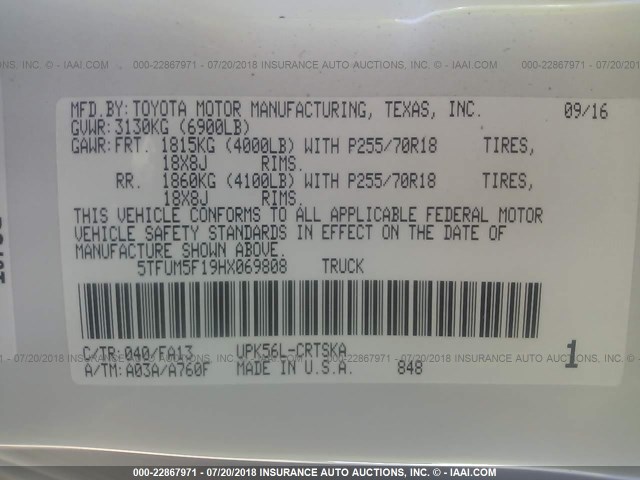 000-22867971 - 07/20/2018 INSURANCE AUTO AUCTIONS, INC. © - IAAI.COM
MFD.BY:TOYOTA MOTOR MANUFACTURING, TEXAS, INC. 09/16
GVWR:3130KG (6900LB)
GAWR:FRT. 1815KG (4000LB) WITH P255/70R18 TIRES,
18X8J RIMS.
RR. 1860KG (4100LB) WITH P255/70R18 TIRES,
18X8J RIMS.
THIS VEHICLE CONFORMS TO ALL APPLICABLE FEDERAL MOTOR
VEHICLE SAFETY STANDARDS IN EFFECT ON THE DATE OF
MANUFACTURE SHOWN ABOVE.
5TFUM5F19HX069808 TRUCK
C/TR:040/FA13 UPK56L-CRTSKA 1
A/TM:A03A/A760F MADE IN U.S.A. 848
000-22867971 - 07/20/2018 INSURANCE AUTO AUCTIONS, INC. © - IAAI.COM